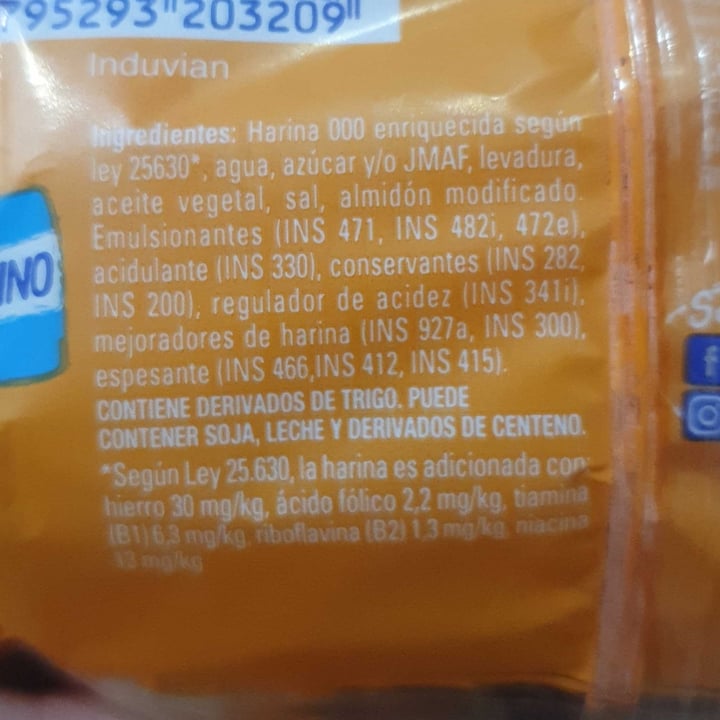 795293"203209"
Induvian
Ingredientes: Harina 000 enriquecida según
ley 25630*, agua, azúcar y/o JMAF, levadura,
aceite vegetal, sal, almidón modificado.
Emulsionantes (INS 471, INS 482i, 472e),
acidulante (INS 330), conservantes (INS 282,
INS 200), regulador de acidez (INS 341i),
mejoradores de harina (INS 927a, INS 300),
espesante (INS 466,INS 412, INS 415).
CONTIENE DERIVADOS DE TRIGO. PUEDE
CONTENER SOJA, LECHE Y DERIVADOS DE CENTENO.
*Según Ley 25.630, la harina es adicionada con
hierro 30 mg/kg, ácido fólico 2,2 mg/kg, tiamina
(B1) 6,3 mg/kg, riboflavina (B2) 1,3 mg/kg, niacina
13 mg/kg
INO
f